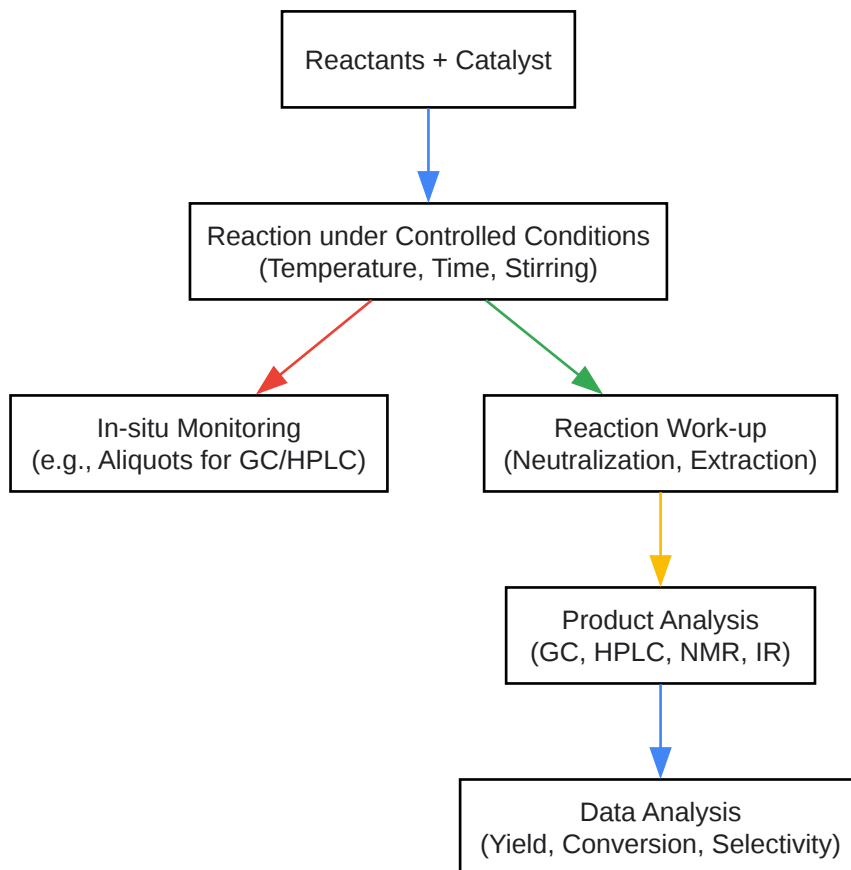 Reactants + Catalyst
Reaction under Controlled Conditions
(Temperature, Time, Stirring)
In-situ Monitoring
(e.g., Aliquots for GC/HPLC)
Reaction Work-up
(Neutralization, Extraction)
Product Analysis
(GC, HPLC, NMR, IR)
Data Analysis
(Yield, Conversion, Selectivity)